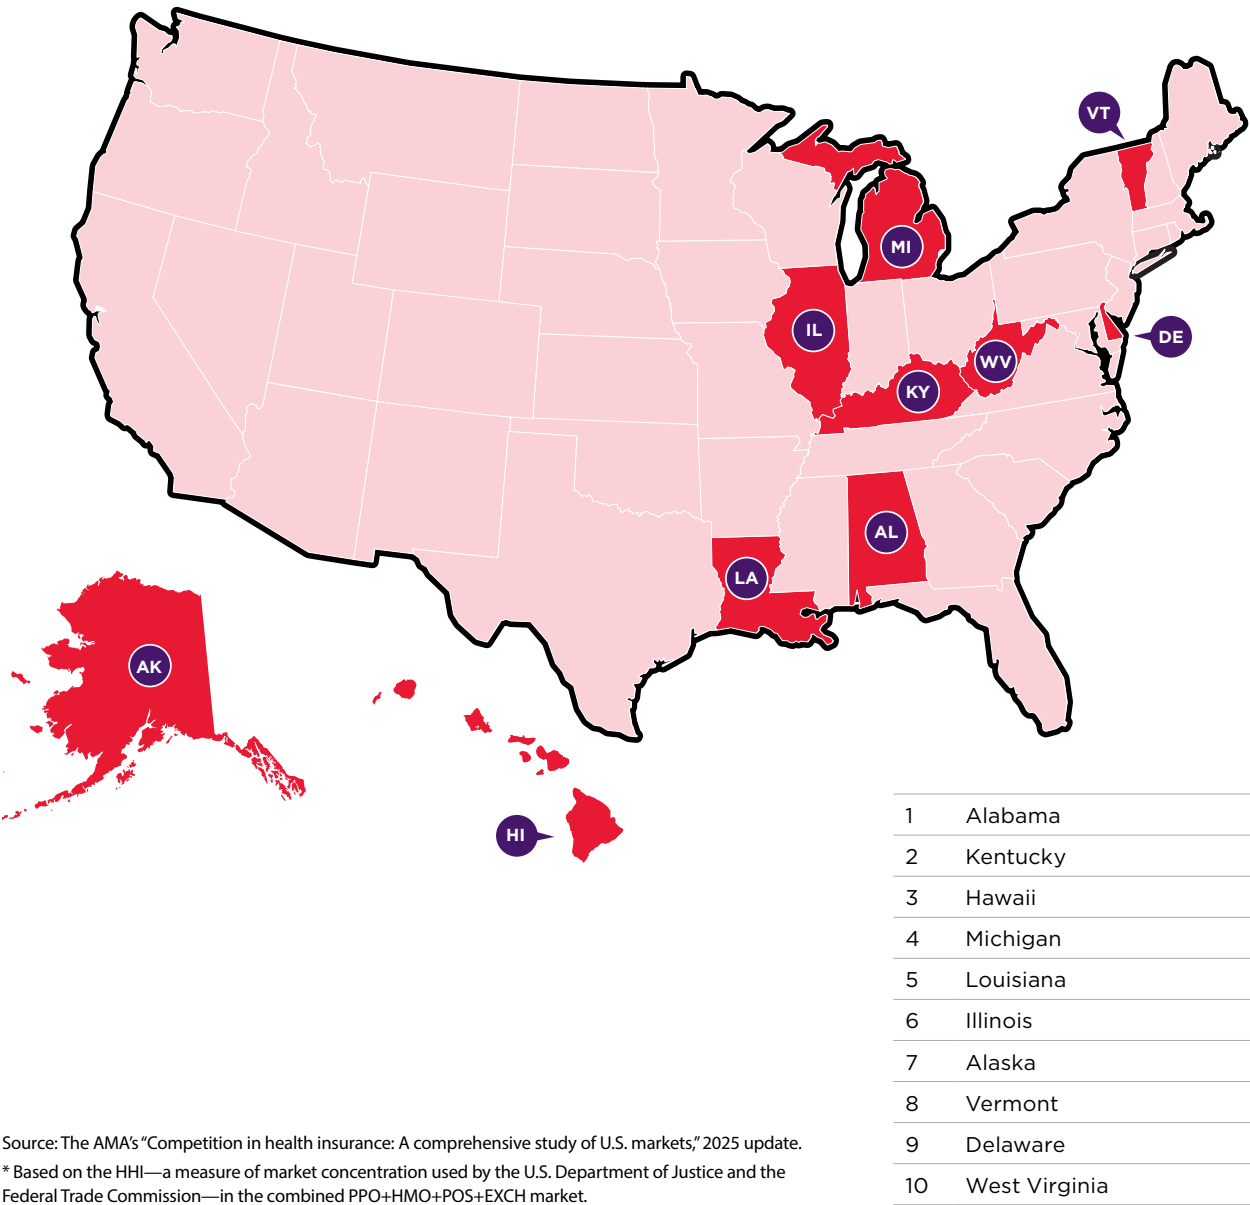 VT
MI
IL
DE
WV
KY
AL
LA
AK
HI
1 Alabama
2 Kentucky
3 Hawaii
4 Michigan
5 Louisiana
6 Illinois
7 Alaska
8 Vermont
9 Delaware
10 West Virginia
Source: The AMA’s “Competition in health insurance: A comprehensive study of U.S. markets,” 2025 update.
* Based on the HHI—a measure of market concentration used by the U.S. Department of Justice and the
Federal Trade Commission—in the combined PPO+HMO+POS+EXCH market.